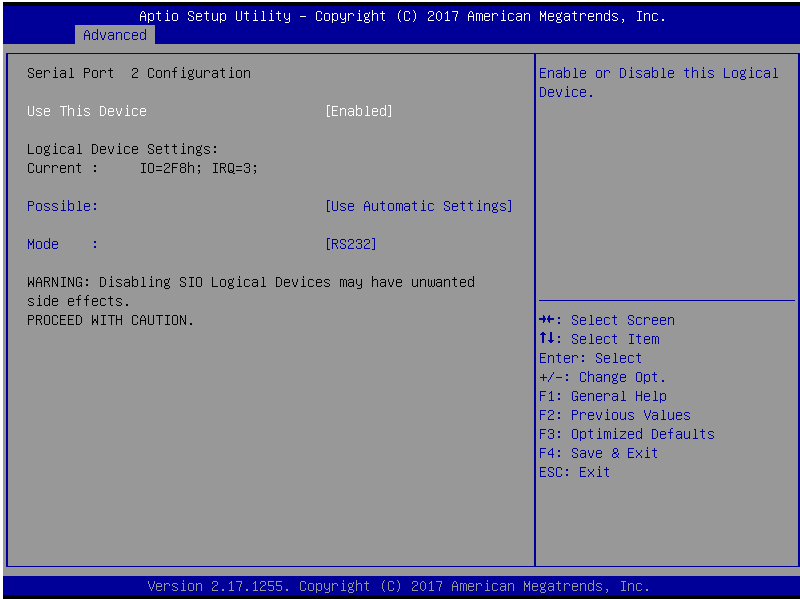 Aptio Setup Utility – Copyright (C) 2017 American Megatrends, Inc.
Advanced
Serial Port  2 Configuration
Use This Device [Enabled]
Logical Device Settings:
Current :     IO=2F8h; IRQ=3;
Possible: [Use Automatic Settings]
Mode    : [RS232]
WARNING: Disabling SIO Logical Devices may have unwanted
side effects.
PROCEED WITH CAUTION.
Enable or Disable this Logical
Device.
→←: Select Screen
↑↓: Select Item
Enter: Select
+/-: Change Opt.
F1: General Help
F2: Previous Values
F3: Optimized Defaults
F4: Save & Exit
ESC: Exit
Version 2.17.1255. Copyright (C) 2017 American Megatrends, Inc.